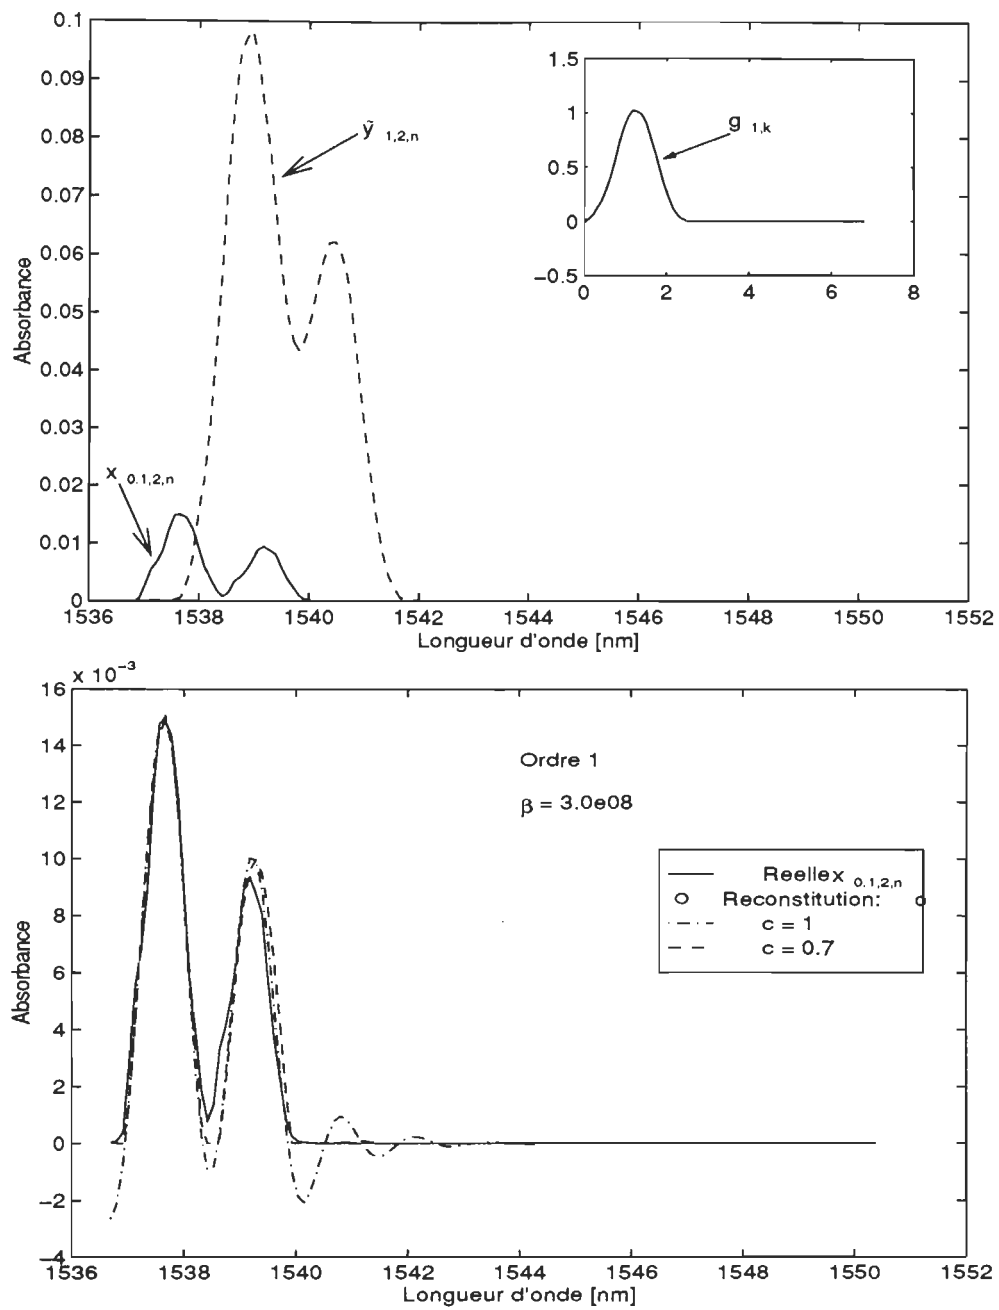 0.1
0.09
0.08
0.07
0.06
0.05
0.04
0.03
0.02
0.01
0
Absorbance
ỹ 1,2,n
x 0.1,2,n
1.5
1
0.5
0
−0.5
g 1,k
0 2 4 6 8
1536 1538 1540 1542 1544 1546 1548 1550 1552
Longueur d'onde [nm]
x 10⁻³
16
14
12
10
8
6
4
2
0
−2
−4
Absorbance
Ordre 1
β = 3.0e08
Reellex 0.1,2,n
Reconstitution:
c = 1
c = 0.7
1536 1538 1540 1542 1544 1546 1548 1550 1552
Longueur d'onde [nm]